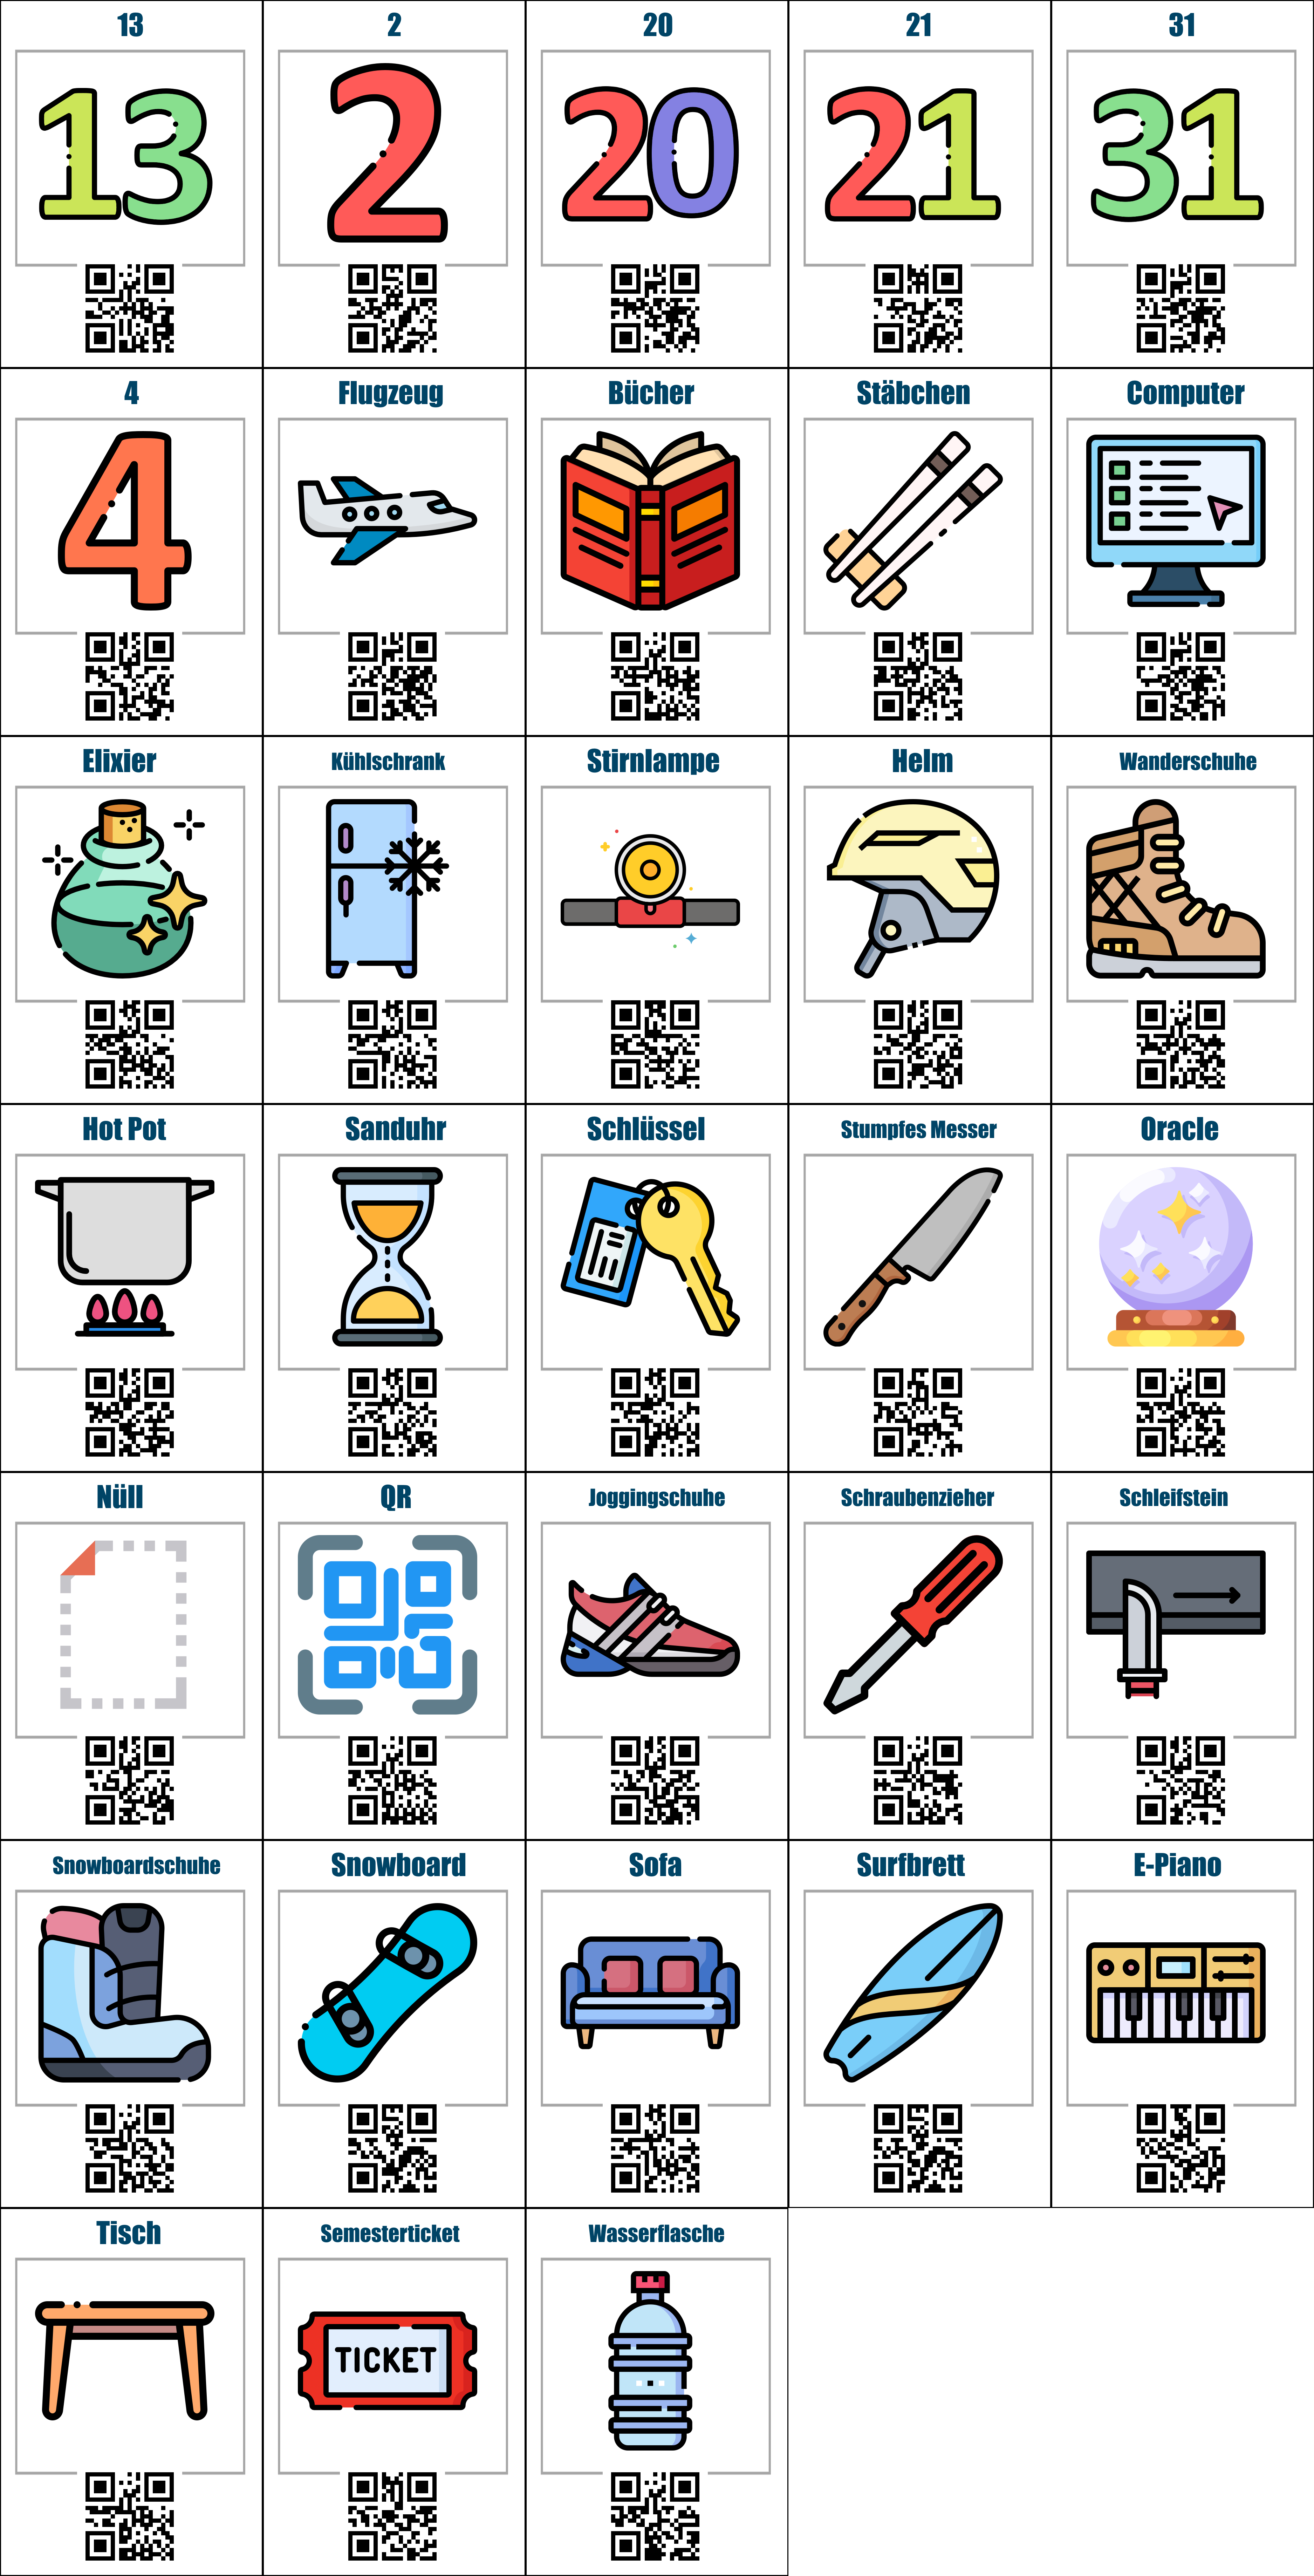 13
2
20
21
31
13
2
20
21
31
4
Flugzeug
Bücher
Stäbchen
Computer
4
Elixier
Kühlschrank
Stirnlampe
Helm
Wanderschuhe
Hot Pot
Sanduhr
Schlüssel
Stumpfes Messer
Oracle
Nüll
QR
Joggingschuhe
Schraubenzieher
Schleifstein
Snowboardschuhe
Snowboard
Sofa
Surfbrett
E-Piano
Tisch
Semesterticket
Wasserflasche
TICKET